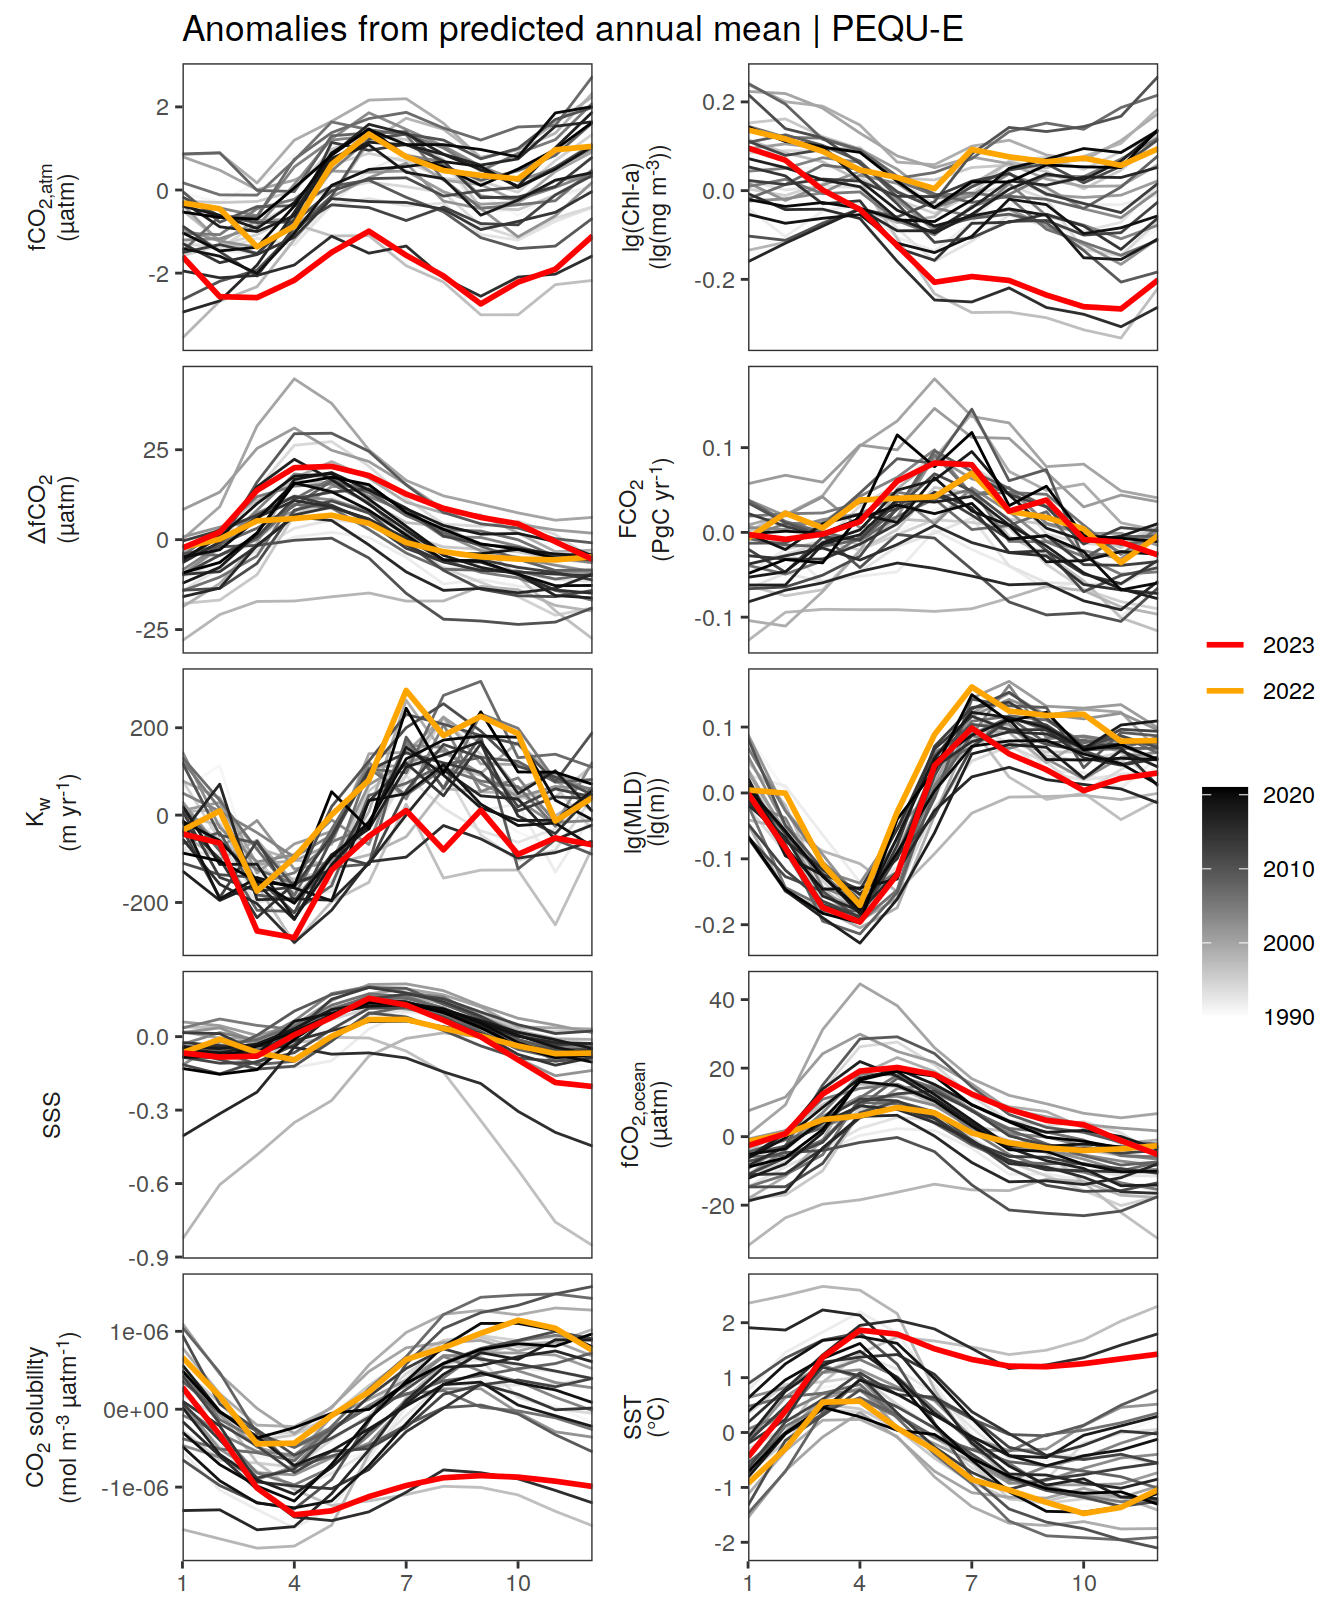 Anomalies from predicted annual mean | PEQU-E
fCO2,atm
(µatm)
2
0
-2
lg(Chl-a)
(lg(mg m-3))
0.2
0.0
-0.2
ΔfCO2
(µatm)
25
0
-25
FCO2
(PgC yr-1)
0.1
0.0
-0.1
Kw
(m yr-1)
200
0
-200
lg(MLD)
(lg(m))
0.1
0.0
-0.1
-0.2
SSS
0.0
-0.3
-0.6
-0.9
fCO2,ocean
(µatm)
40
20
0
-20
CO2 solubility
(mol m-3 µatm-1)
1e-06
0e+00
-1e-06
1
4
7
10
SST
(°C)
2
1
0
-1
-2
1
4
7
10
2023
2022
2020
2010
2000
1990